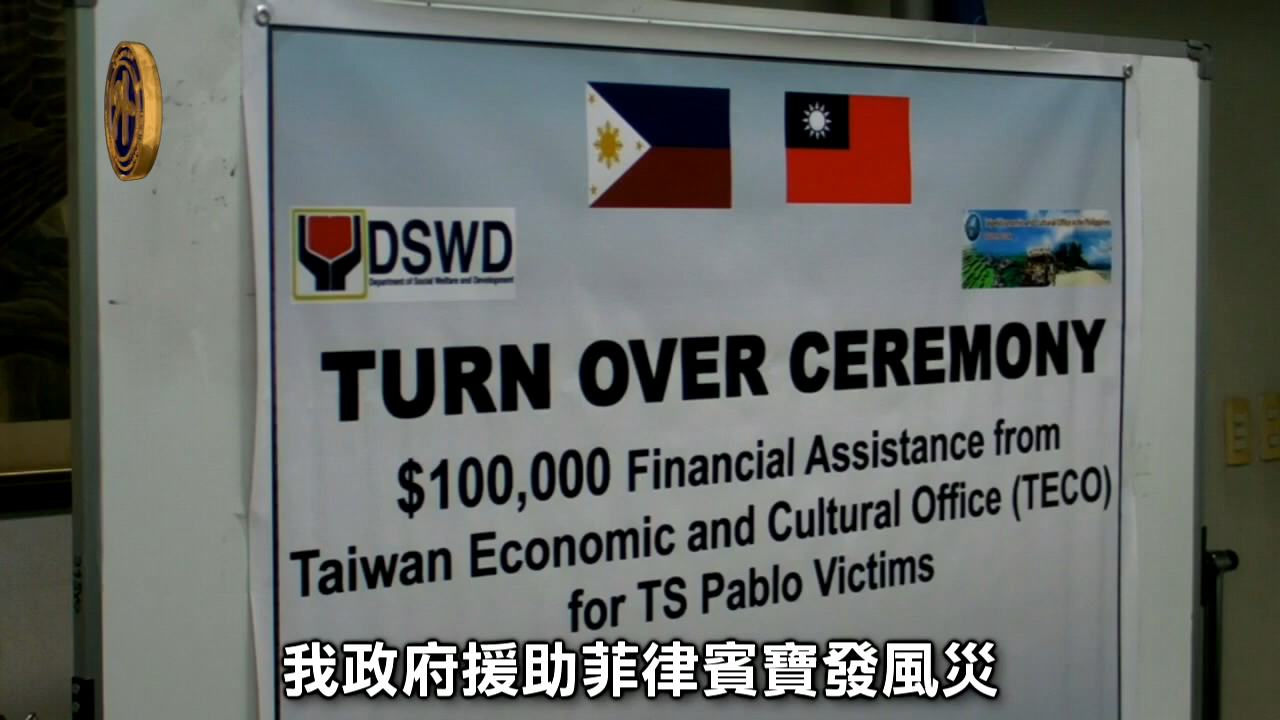 DSWD
Department of Social Welfare and Development
TURN OVER CEREMONY
$100,000 Financial Assistance from
Taiwan Economic and Cultural Office (TECO)
for TS Pablo Victims
我政府援助菲律賓寶發風災